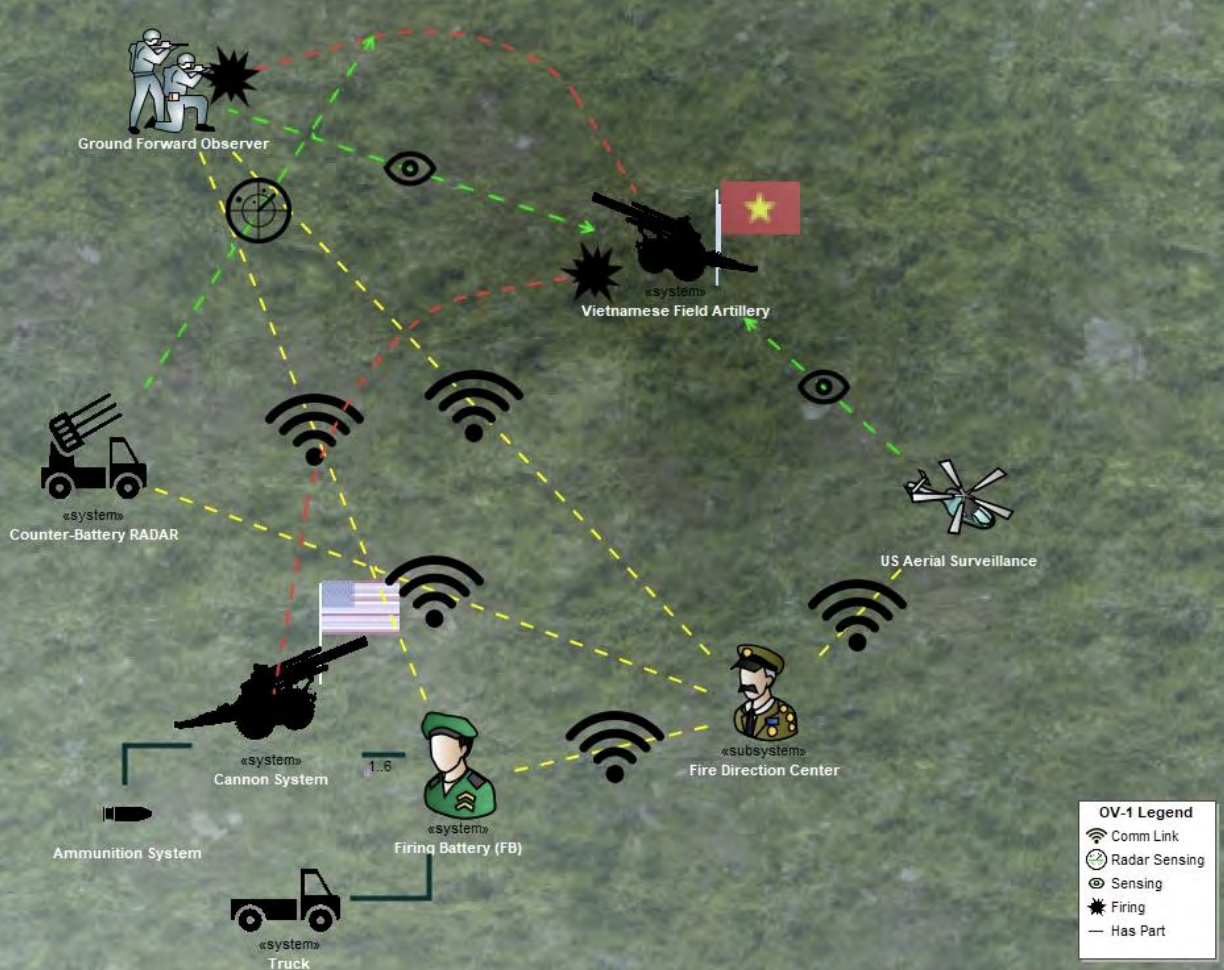 Ground Forward Observer
«system»
Vietnamese Field Artillery
«system»
Counter-Battery RADAR
US Aerial Surveillance
«system»
Cannon System
1..6
«subsystem»
Fire Direction Center
Ammunition System
«system»
Firing Battery (FB)
«system»
Truck
OV-1 Legend
Comm Link
Radar Sensing
Sensing
Firing
Has Part